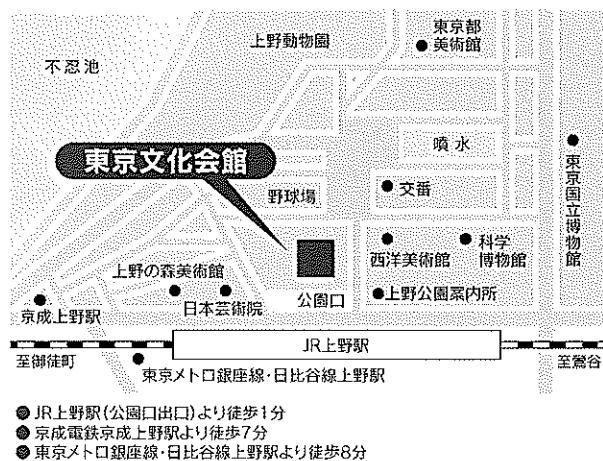 東京都
美術館
上野動物園
不忍池
噴水
東京文化会館
東京国立博物館
野球場
交番
西洋美術館
科学
博物館
上野の森美術館
日本芸術院
公園口
上野公園案内所
京成上野駅
JR上野駅
至御徒町
至鶯谷
東京メトロ銀座線・日比谷線上野駅
●JR上野駅(公園口出口)より徒歩1分
●京成電鉄京成上野駅より徒歩7分
●東京メトロ銀座線・日比谷線上野駅より徒歩8分